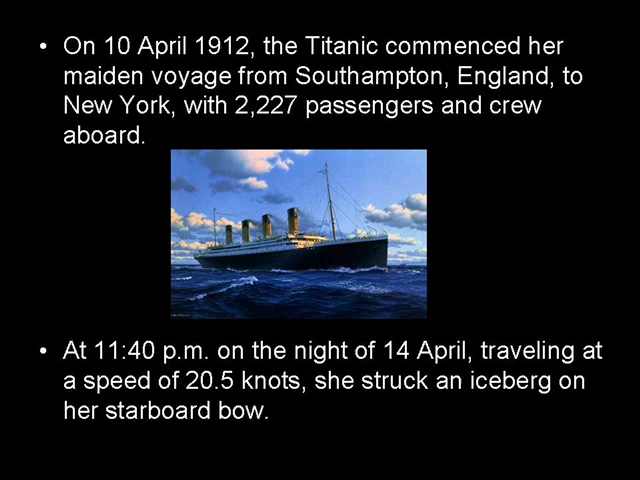 • On 10 April 1912, the Titanic commenced her
maiden voyage from Southampton, England, to
New York, with 2,227 passengers and crew
aboard.
• At 11:40 p.m. on the night of 14 April, traveling at
a speed of 20.5 knots, she struck an iceberg on
her starboard bow.